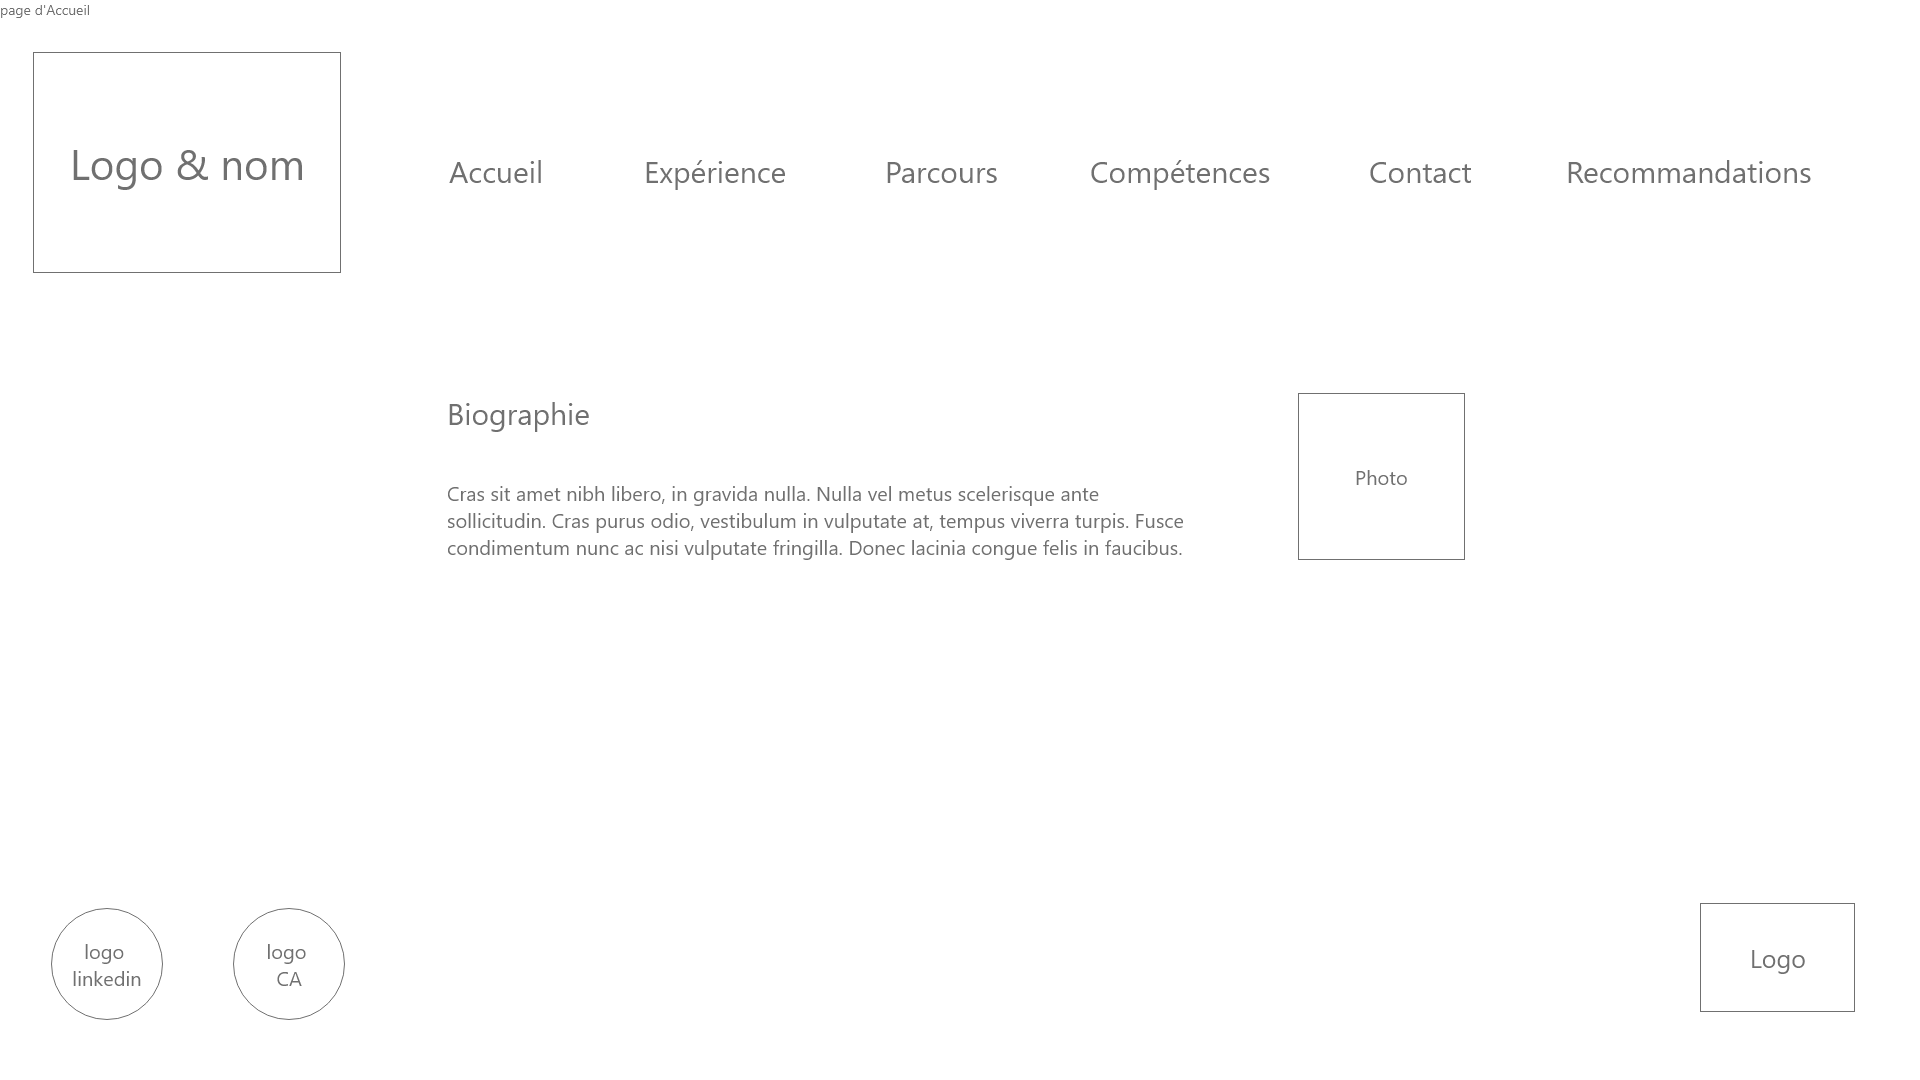 page d'Accueil
Logo & nom
Accueil
Expérience
Parcours
Compétences
Contact
Recommandations
Biographie
Photo
Cras sit amet nibh libero, in gravida nulla. Nulla vel metus scelerisque ante
sollicitudin. Cras purus odio, vestibulum in vulputate at, tempus viverra turpis. Fusce
condimentum nunc ac nisi vulputate fringilla. Donec lacinia congue felis in faucibus.
logo
linkedin
logo
CA
Logo